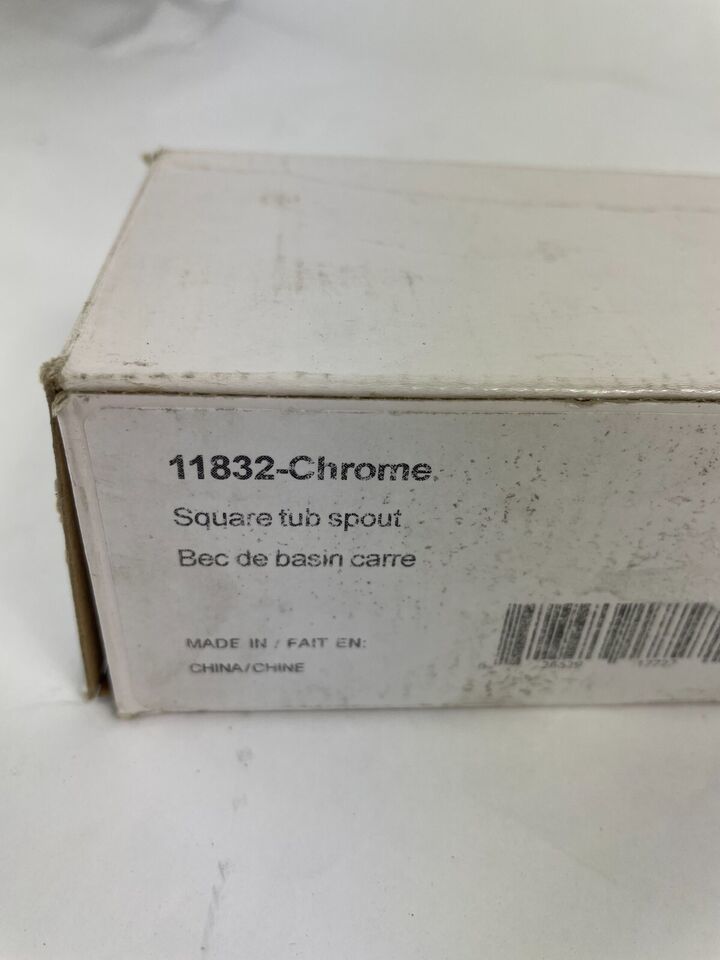 11832-Chrome
Square tub spout
Bec de basin carre
MADE IN / FAIT EN:
CHINA/CHINE